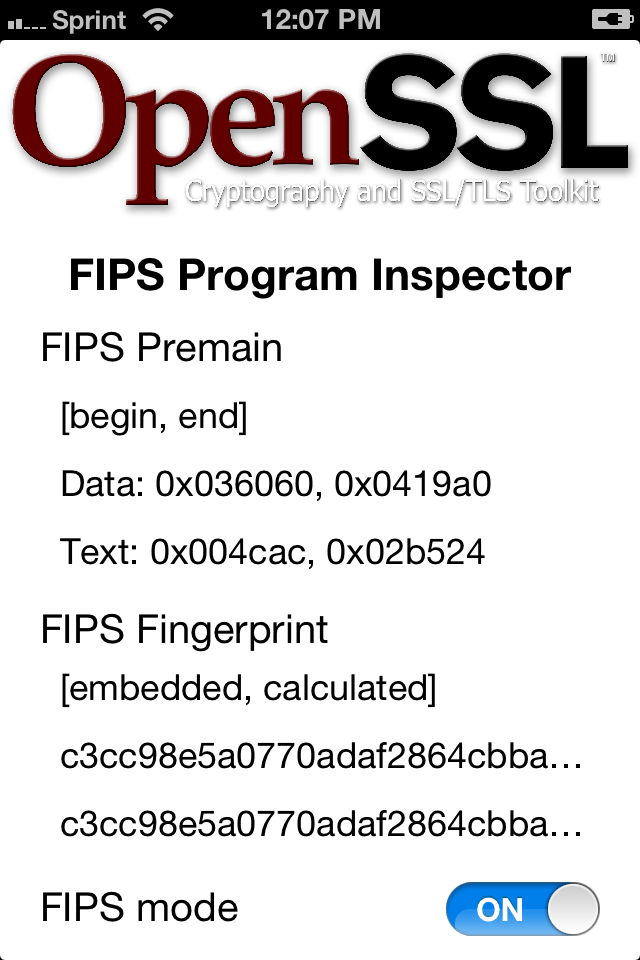 Sprint 12:07 PM
OpenSSL™
Cryptography and SSL/TLS Toolkit
FIPS Program Inspector
FIPS Premain
[begin, end]
Data: 0x036060, 0x0419a0
Text: 0x004cac, 0x02b524
FIPS Fingerprint
[embedded, calculated]
c3cc98e5a0770adaf2864cbba...
c3cc98e5a0770adaf2864cbba...
FIPS mode ON